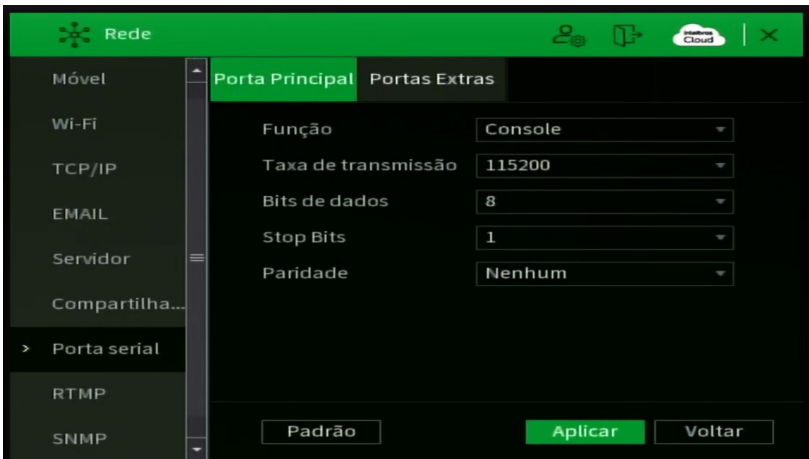 Rede
intelbras
Cloud
Móvel
Wi-Fi
TCP/IP
EMAIL
Servidor
Compartilha...
Porta serial
RTMP
SNMP
Porta Principal Portas Extras
Função Console
Taxa de transmissão 115200
Bits de dados 8
Stop Bits 1
Paridade Nenhum
Padrão Aplicar Voltar